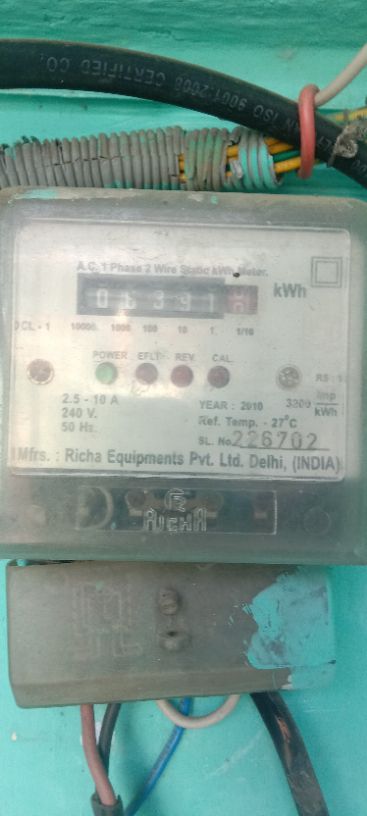 ISO 9001:2008 CERTIFIED CO.
A.C. 1 Phase 2 Wire Static kWh Meter.
06391 kWh
CL - 1 10000 1000 100 10 1 1/10
POWER EFLT REV. CAL.
2.5 - 10 A
240 V.
50 Hz.
YEAR : 2010 3200 imp/kWh
Ref. Temp. - 27°C
SL. No. 226702
Mfrs. : Richa Equipments Pvt. Ltd. Delhi, (INDIA)
RICHA